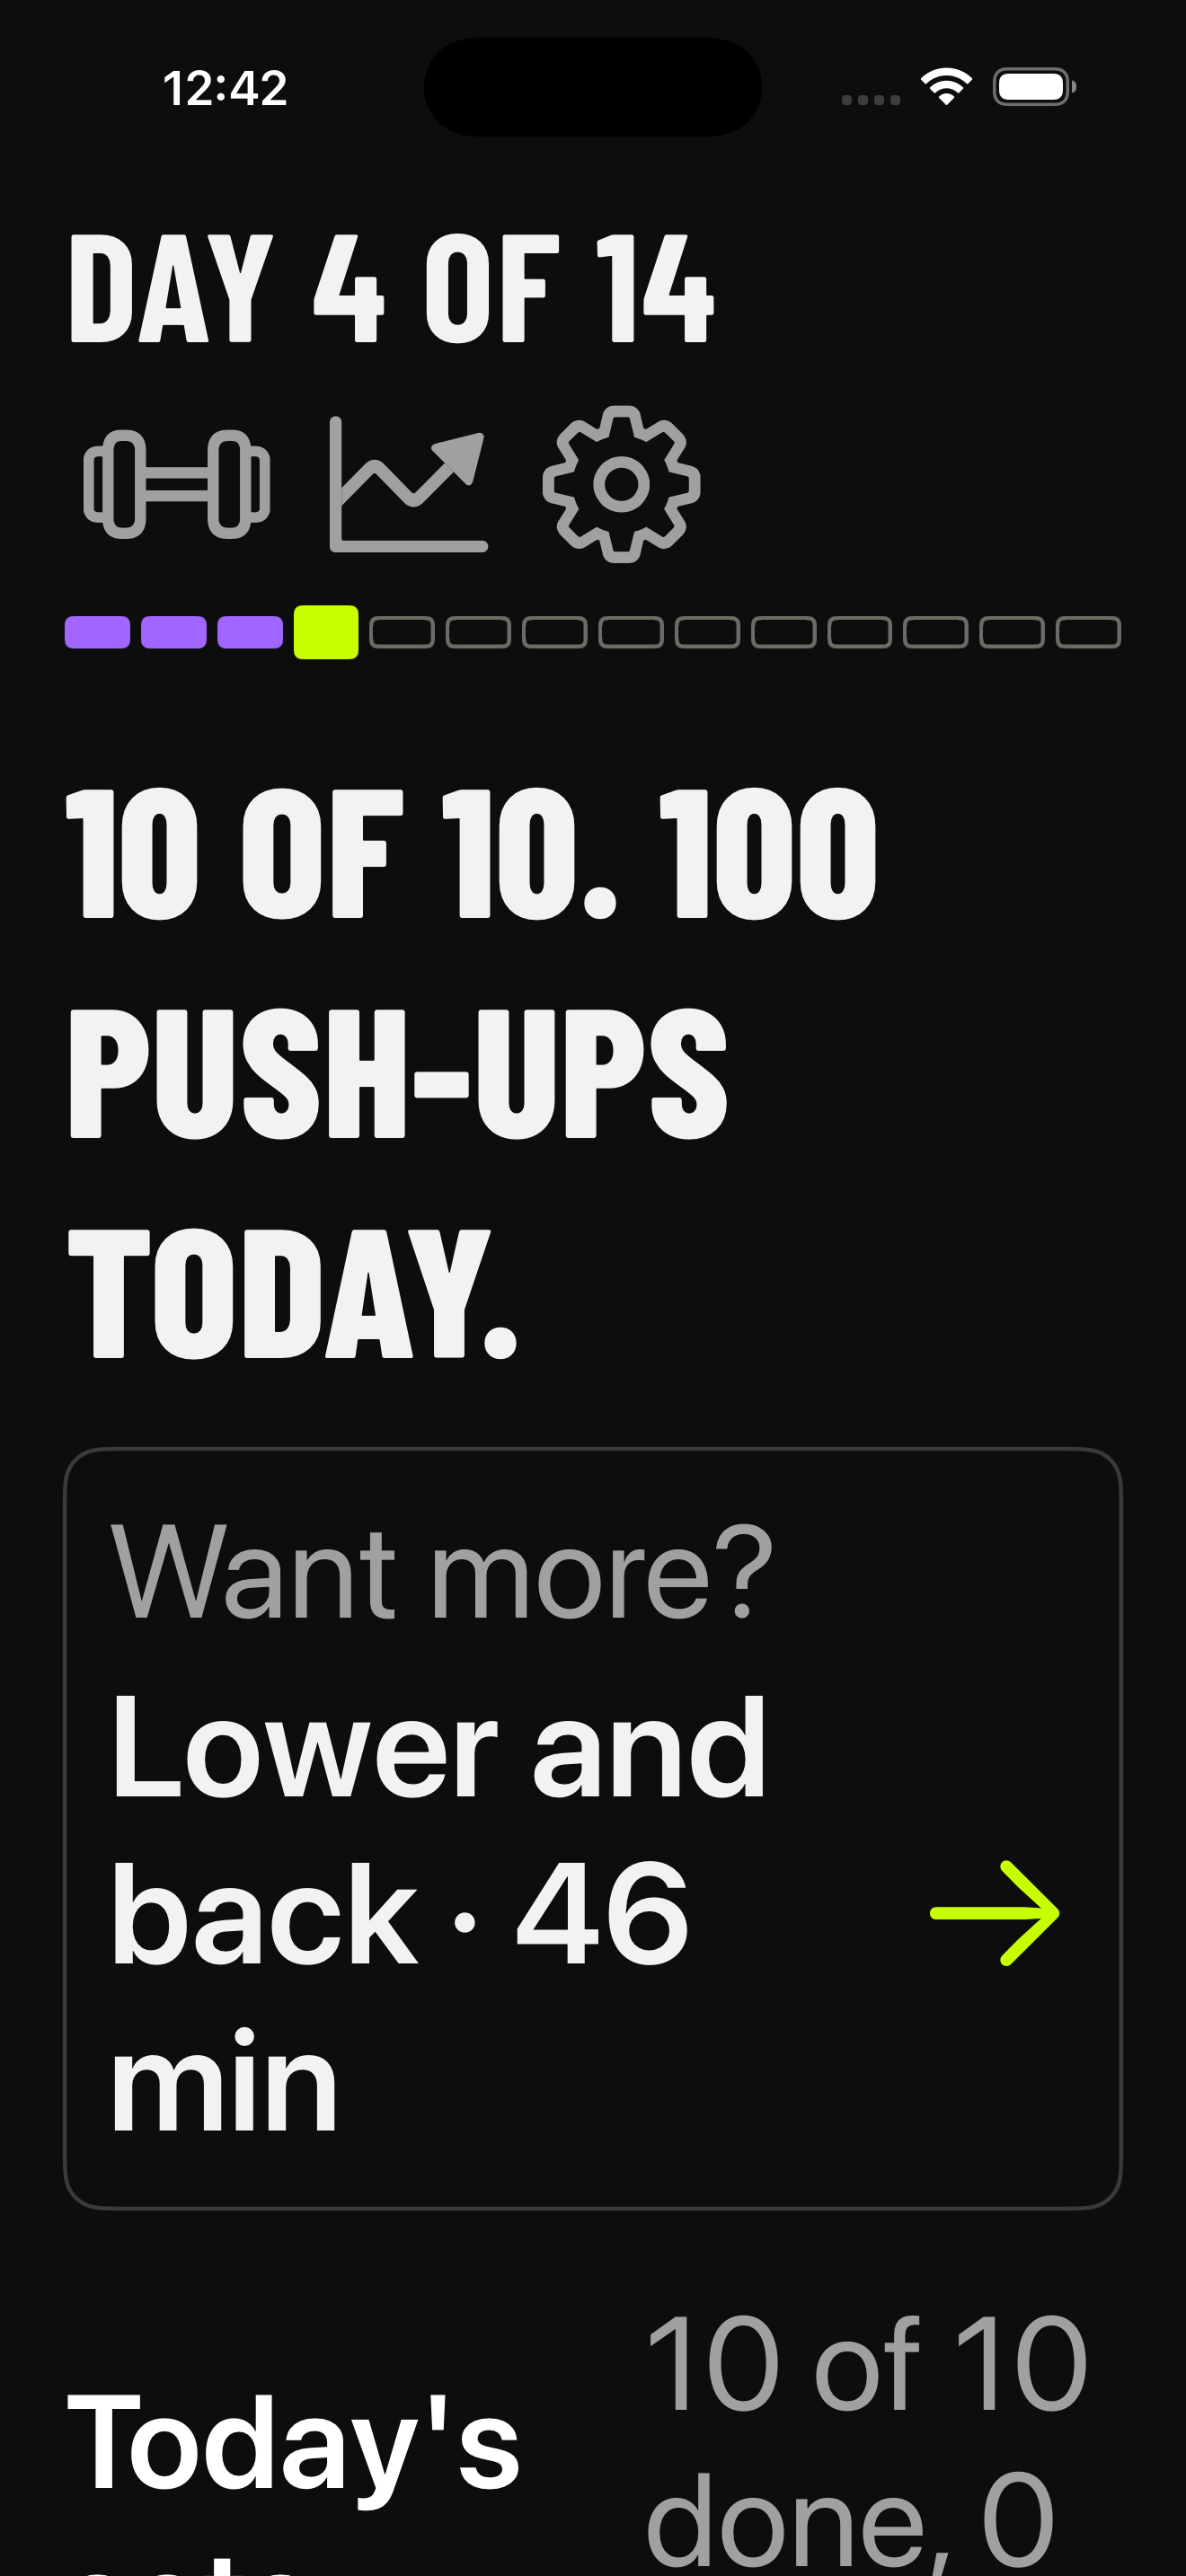 12:42
DAY 4 OF 14
10 OF 10. 100
PUSH-UPS
TODAY.
Want more?
Lower and
back · 46
min
10 of 10
Today's
done, 0